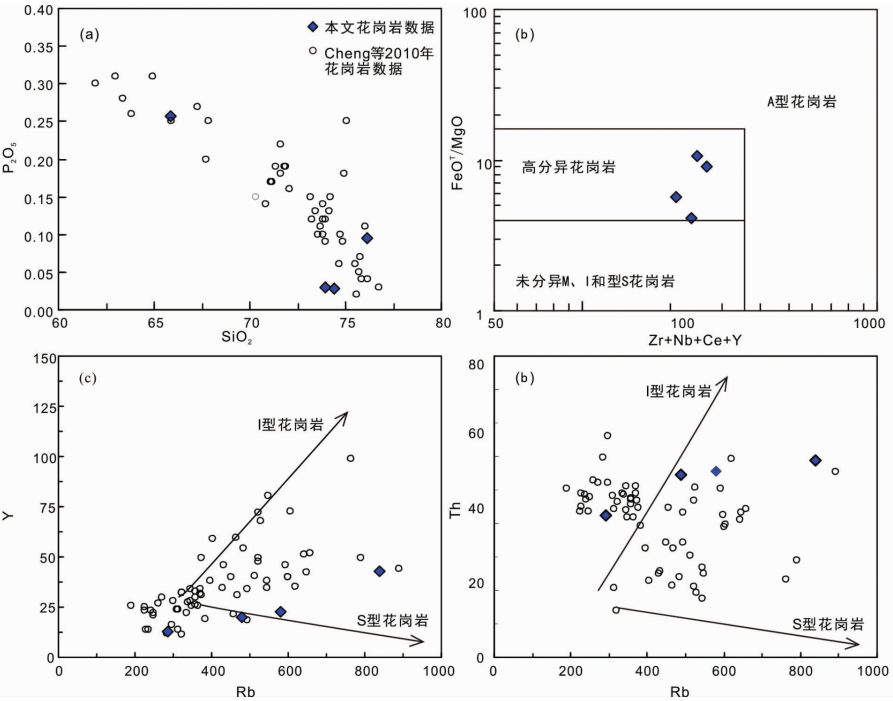 (a)
本文花岗岩数据
Cheng等2010年
花岗岩数据
0.40
0.35
0.30
0.25
0.20
0.15
0.10
0.05
0.00
P2O5
60
65
70
75
80
SiO2
(b)
A型花岗岩
高分异花岗岩
未分异M、I和型S花岗岩
100
10
1
FeOT/MgO
50
100
1000
Zr+Nb+Ce+Y
(c)
I型花岗岩
S型花岗岩
150
125
100
75
50
25
0
Y
0
200
400
600
800
1000
Rb
(b)
I型花岗岩
S型花岗岩
80
60
40
20
0
Th
0
200
400
600
800
1000
Rb